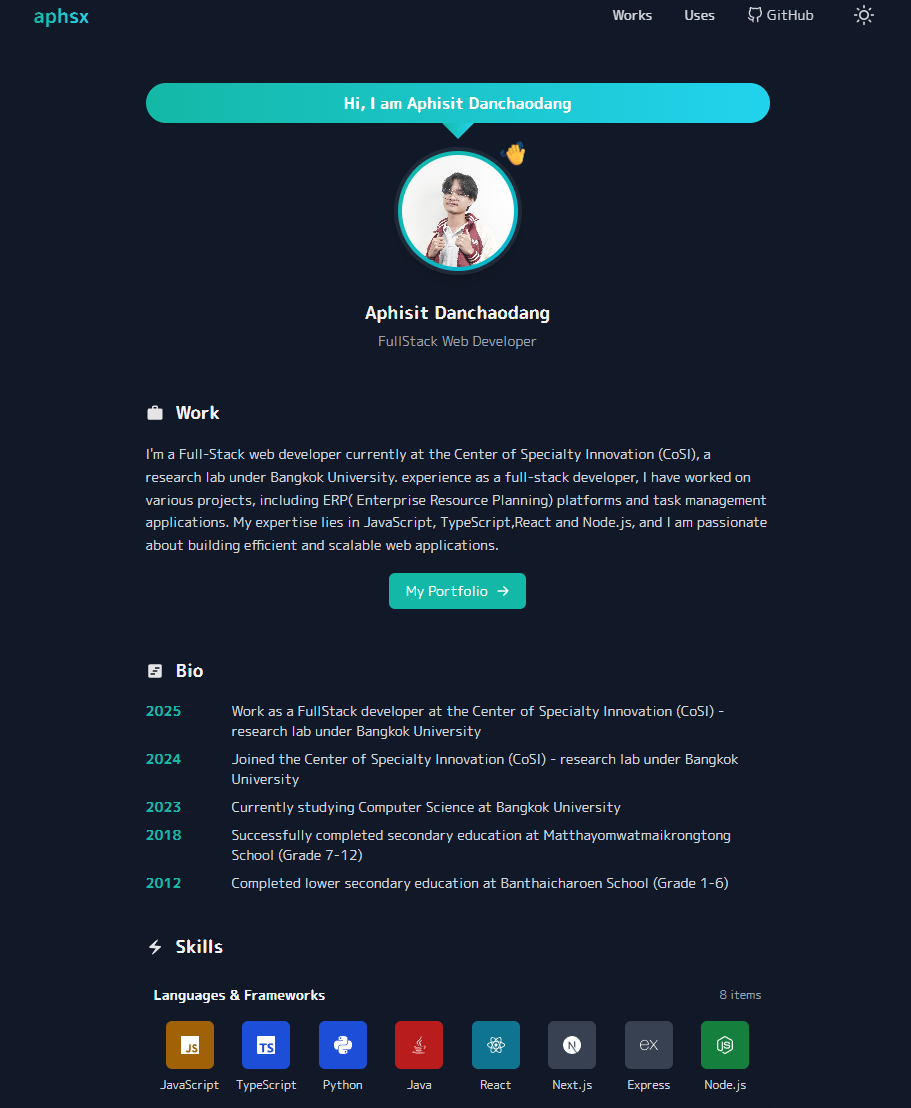 aphsx
Works
Uses
GitHub
Hi, I am Aphisit Danchaodang
Aphisit Danchaodang
FullStack Web Developer
Work
I'm a Full-Stack web developer currently at the Center of Specialty Innovation (CoSI), a
research lab under Bangkok University. experience as a full-stack developer, I have worked on
various projects, including ERP( Enterprise Resource Planning) platforms and task management
applications. My expertise lies in JavaScript, TypeScript,React and Node.js, and I am passionate
about building efficient and scalable web applications.
My Portfolio →
Bio
2025 Work as a FullStack developer at the Center of Specialty Innovation (CoSI) -
research lab under Bangkok University
2024 Joined the Center of Specialty Innovation (CoSI) - research lab under Bangkok
University
2023 Currently studying Computer Science at Bangkok University
2018 Successfully completed secondary education at Matthayomwatmaikrongtong
School (Grade 7-12)
2012 Completed lower secondary education at Banthaicharoen School (Grade 1-6)
Skills
Languages & Frameworks
8 items
JS
TS
N
ex
JS
JavaScript
TypeScript
Python
Java
React
Next.js
Express
Node.js